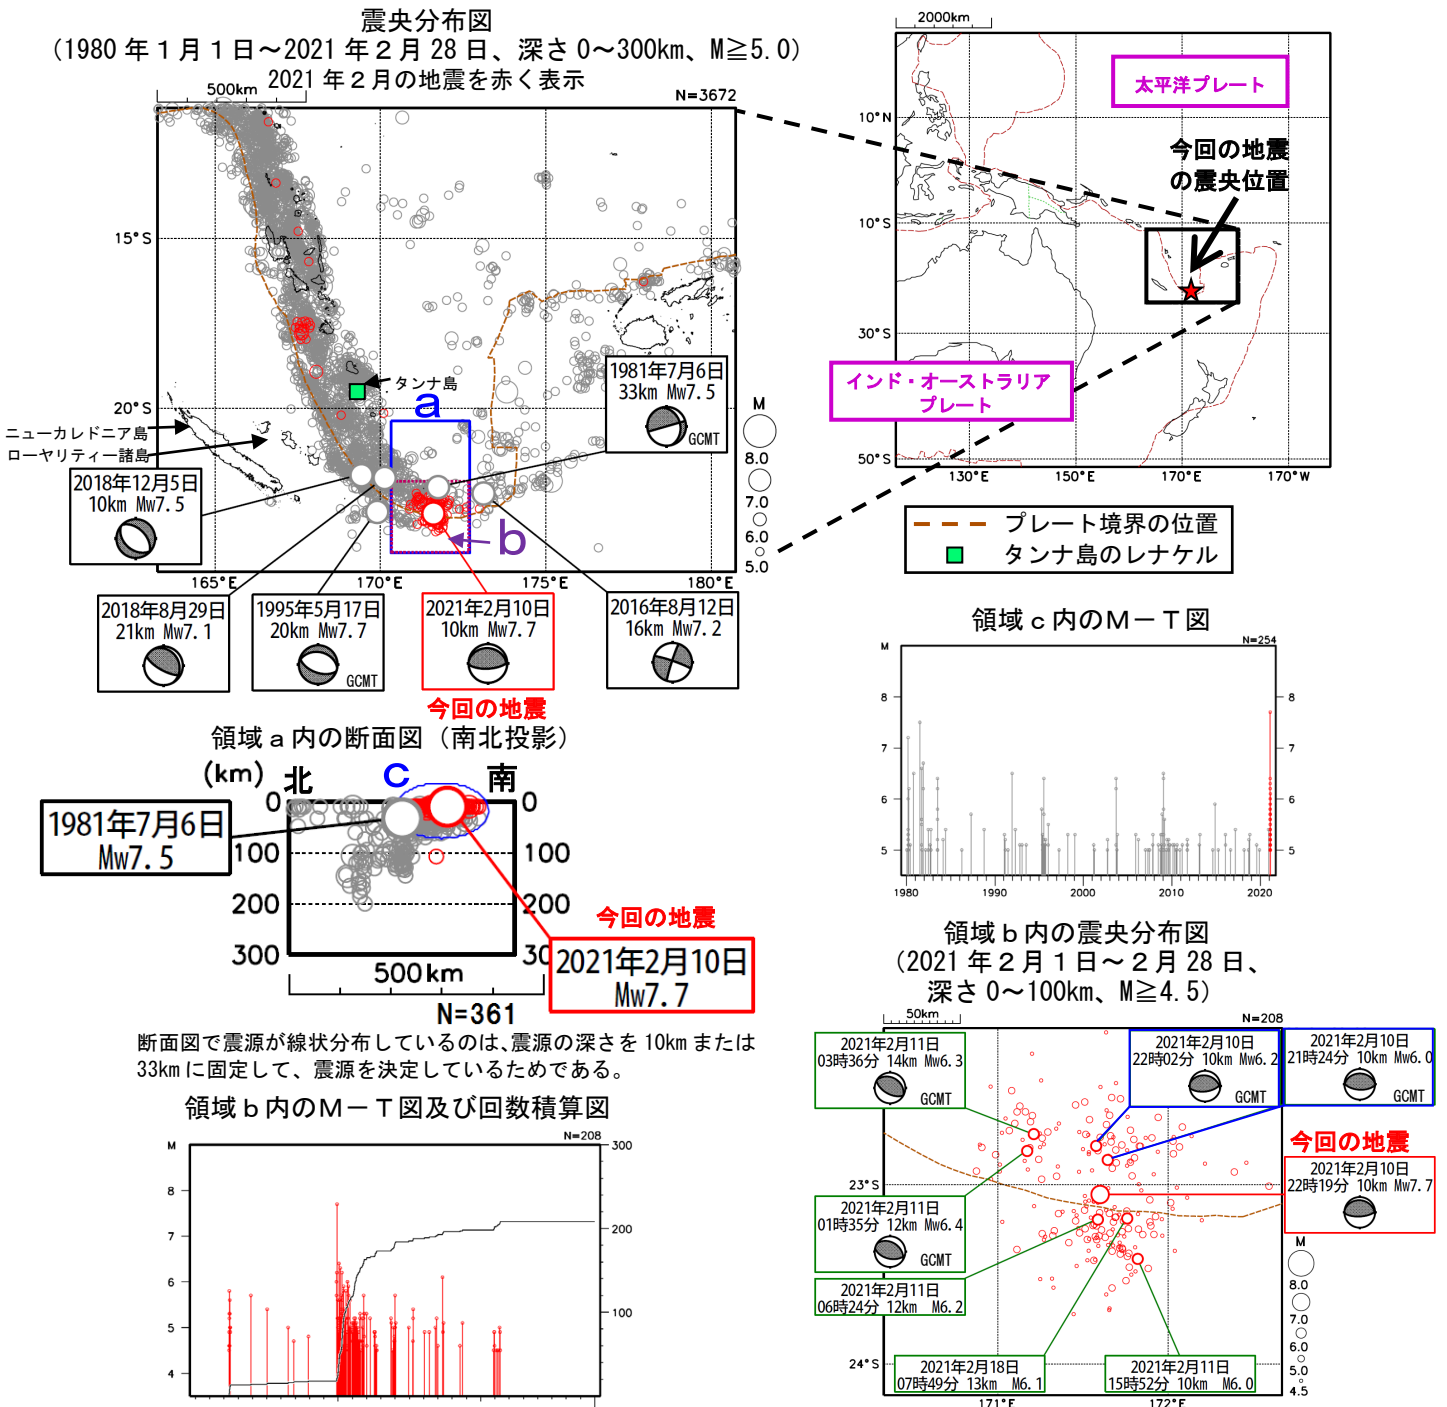 震央分布図
(1980年1月1日～2021年2月28日、深さ0～300km、M≧5.0)
2021年2月の地震を赤く表示
500km
N=3672
15°S
20°S
165°E
170°E
175°E
180°E
タンナ島
ニューカレドニア島
ローヤリティー諸島
a
b
1981年7月6日
33km Mw7.5
GCMT
2018年12月5日
10km Mw7.5
2018年8月29日
21km Mw7.1
1995年5月17日
20km Mw7.7
GCMT
2021年2月10日
10km Mw7.7
今回の地震
2016年8月12日
16km Mw7.2
M
8.0
7.0
6.0
5.0
2000km
太平洋プレート
今回の地震
の震央位置
インド・オーストラリア
プレート
10°N
10°S
30°S
50°S
130°E
150°E
170°E
170°W
プレート境界の位置
タンナ島のレナケル
領域a内の断面図（南北投影）
(km)
北
c
南
0
100
200
300
0
100
200
30
500km
N=361
1981年7月6日
Mw7.5
今回の地震
2021年2月10日
Mw7.7
断面図で震源が線状分布しているのは、震源の深さを10kmまたは
33kmに固定して、震源を決定しているためである。
領域c内のM－T図
N=254
M
8
7
6
5
8
7
6
5
1980
1990
2000
2010
2020
領域b内のM－T図及び回数積算図
N=208
M
8
7
6
5
4
300
200
100
領域b内の震央分布図
(2021年2月1日～2月28日、
深さ0～100km、M≧4.5)
50km
N=208
2021年2月11日
03時36分 14km Mw6.3
GCMT
2021年2月10日
22時02分 10km Mw6.2
GCMT
2021年2月10日
21時24分 10km Mw6.0
GCMT
今回の地震
2021年2月10日
22時19分 10km Mw7.7
2021年2月11日
01時35分 12km Mw6.4
GCMT
2021年2月11日
06時24分 12km M6.2
2021年2月18日
07時49分 13km M6.1
2021年2月11日
15時52分 10km M6.0
23°S
24°S
171°E
172°E
M
8.0
7.0
6.0
5.0
4.5